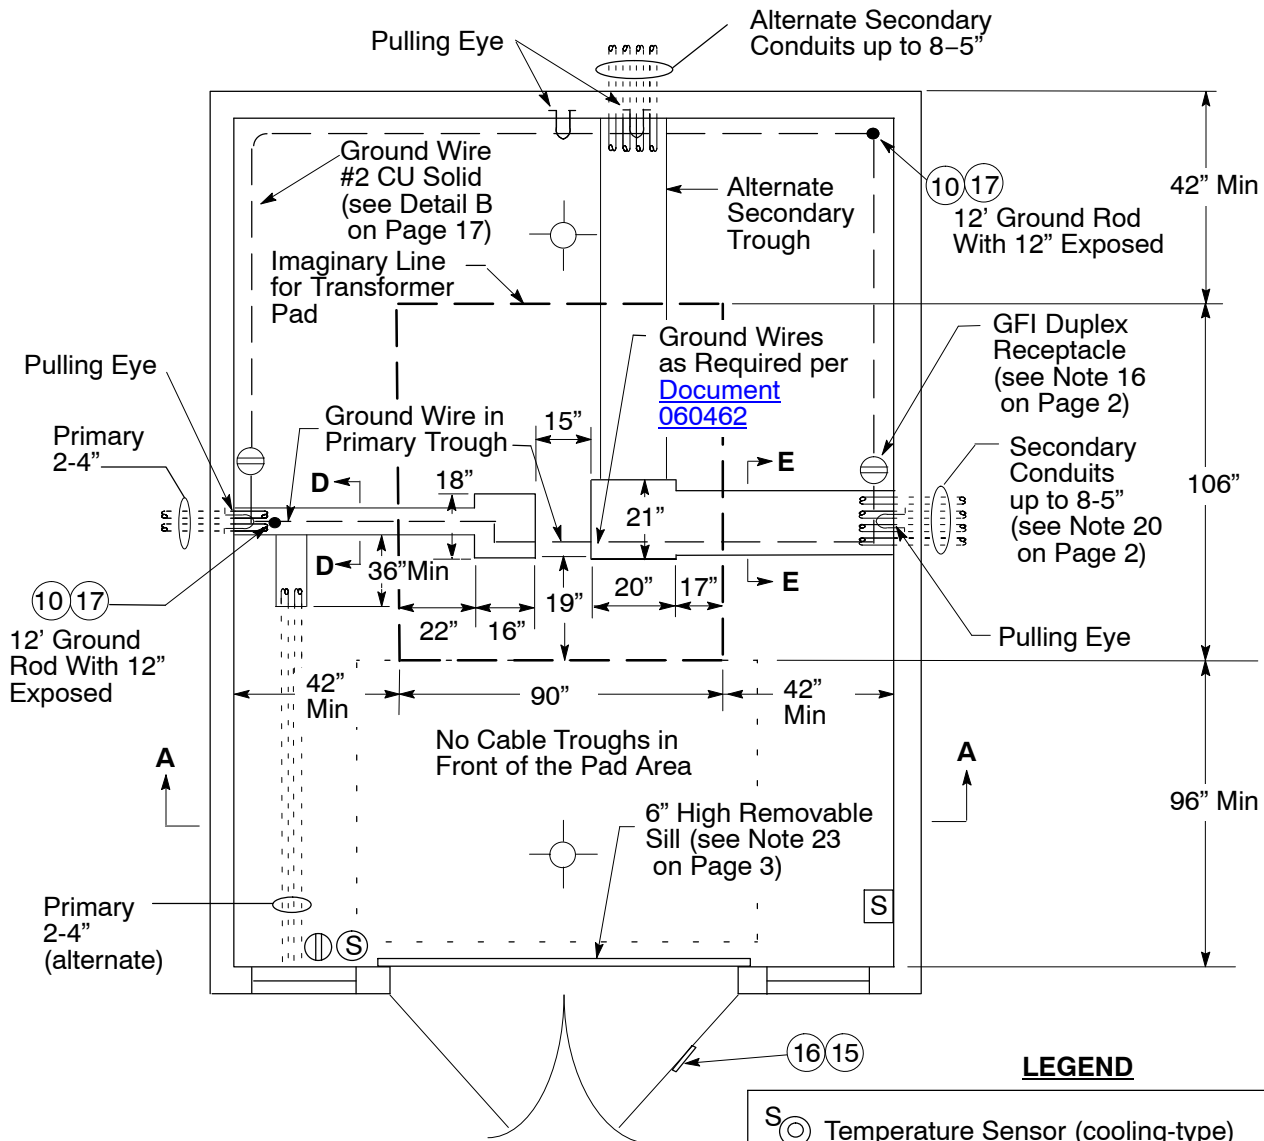 Pulling Eye
Alternate Secondary
Conduits up to 8–5”
Ground Wire
#2 CU Solid
(see Detail B
on Page 17)
Alternate
Secondary
Trough
10 17
12’ Ground Rod
With 12” Exposed
42” Min
Imaginary Line
for Transformer
Pad
Ground Wires
as Required per
Document
060462
GFI Duplex
Receptacle
(see Note 16
on Page 2)
Pulling Eye
Ground Wire in
Primary Trough
15”
Primary
2-4”
D
18”
21”
E
Secondary
Conduits
up to 8-5”
(see Note 20
on Page 2)
106”
D
36”Min
22”
16”
19”
20”
17”
E
10 17
12’ Ground
Rod With 12”
Exposed
Pulling Eye
42”
Min
90”
42”
Min
No Cable Troughs in
Front of the Pad Area
A
A
96” Min
6” High Removable
Sill (see Note 23
on Page 3)
Primary
2-4”
(alternate)
S
S
16 15
LEGEND
S
Temperature Sensor (cooling-type)